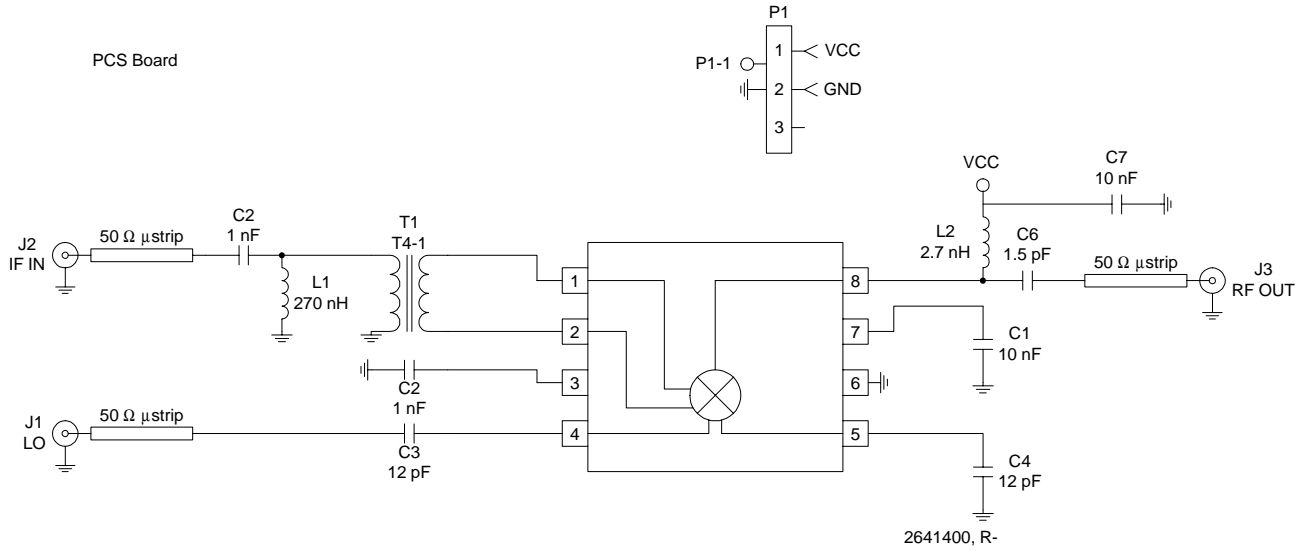 P1
PCS Board
1
VCC
P1-1
2
GND
3
VCC
C7
10 nF
J2
IF IN
50 Ω µstrip
C2
1 nF
L1
270 nH
T1
T4-1
L2
2.7 nH
C6
1.5 pF
50 Ω µstrip
J3
RF OUT
1
8
2
7
C1
10 nF
3
6
C2
1 nF
J1
LO
50 Ω µstrip
C3
12 pF
4
5
C4
12 pF
2641400, R-